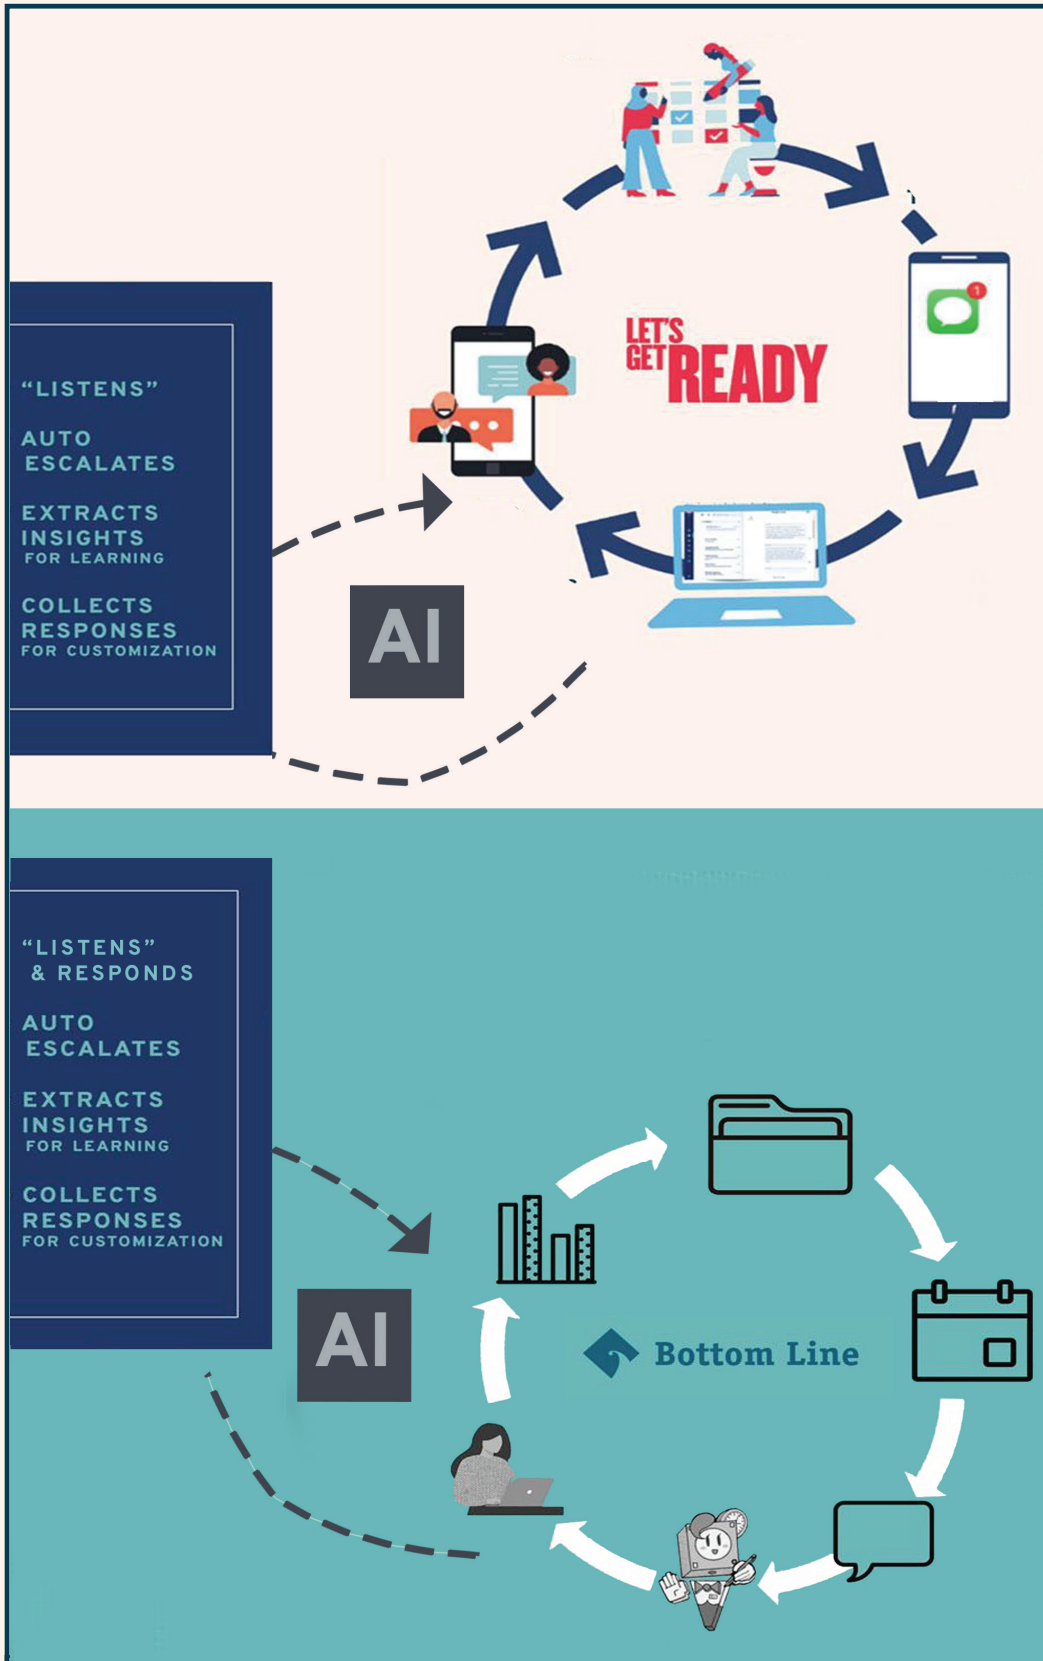 LET'S
GET READY
1
"LISTENS"
AUTO
ESCALATES
EXTRACTS
INSIGHTS
FOR LEARNING
COLLECTS
RESPONSES
FOR CUSTOMIZATION
AI
"LISTENS"
& RESPONDS
AUTO
ESCALATES
EXTRACTS
INSIGHTS
FOR LEARNING
COLLECTS
RESPONSES
FOR CUSTOMIZATION
AI
Bottom Line